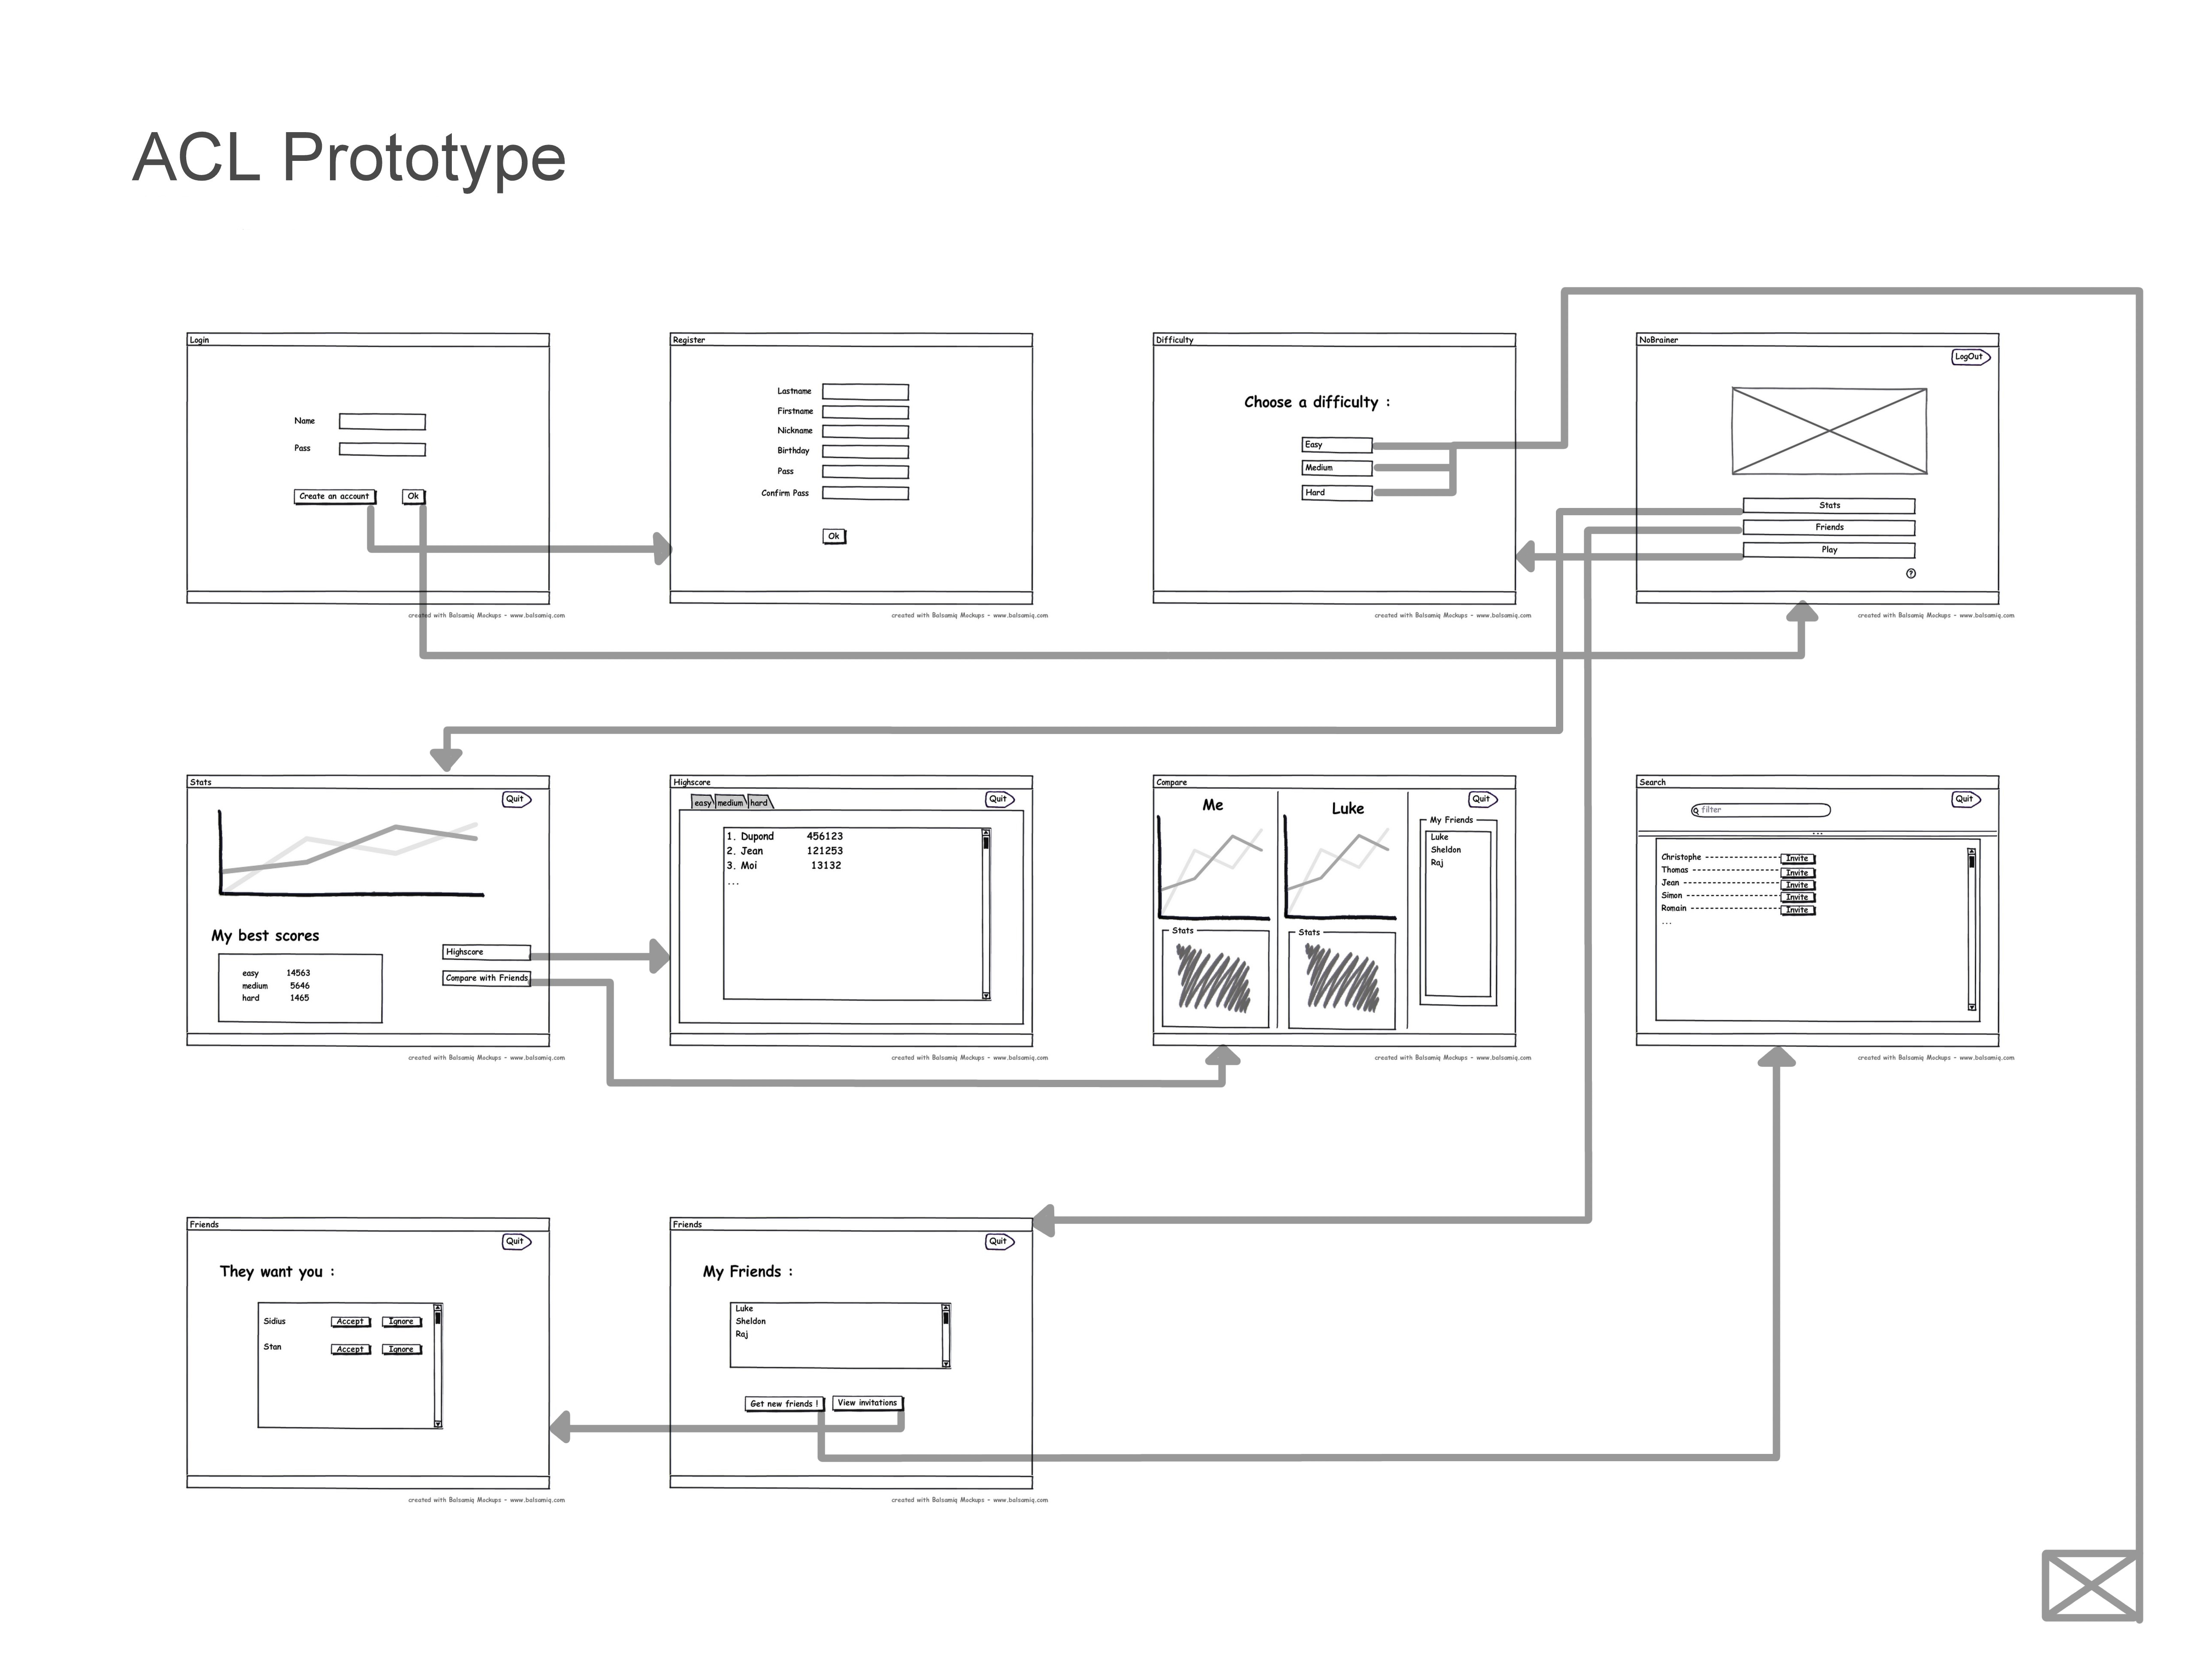 ACL Prototype
Login
Name
Pass
Create an account
Ok
created with Balsamiq Mockups - www.balsamiq.com
Register
Lastname
Firstname
Nickname
Birthday
Pass
Confirm Pass
Ok
created with Balsamiq Mockups - www.balsamiq.com
Difficulty
Choose a difficulty :
Easy
Medium
Hard
created with Balsamiq Mockups - www.balsamiq.com
NoBrainer
LogOut
Stats
Friends
Play
?
created with Balsamiq Mockups - www.balsamiq.com
Stats
Quit
My best scores
easy 14563
medium 5646
hard 1465
Highscore
Compare with Friends
created with Balsamiq Mockups - www.balsamiq.com
Highscore
easy medium hard
Quit
1. Dupond 456123
2. Jean 121253
3. Moi 13132
...
created with Balsamiq Mockups - www.balsamiq.com
Compare
Me
Luke
Quit
My Friends
Luke
Sheldon
Raj
Stats
Stats
created with Balsamiq Mockups - www.balsamiq.com
Search
filter
Quit
Christophe Invite
Thomas Invite
Jean Invite
Simon Invite
Romain Invite
...
created with Balsamiq Mockups - www.balsamiq.com
Friends
Quit
They want you :
Sidius Accept Ignore
Stan Accept Ignore
created with Balsamiq Mockups - www.balsamiq.com
Friends
Quit
My Friends :
Luke
Sheldon
Raj
Get new friends ! View invitations
created with Balsamiq Mockups - www.balsamiq.com